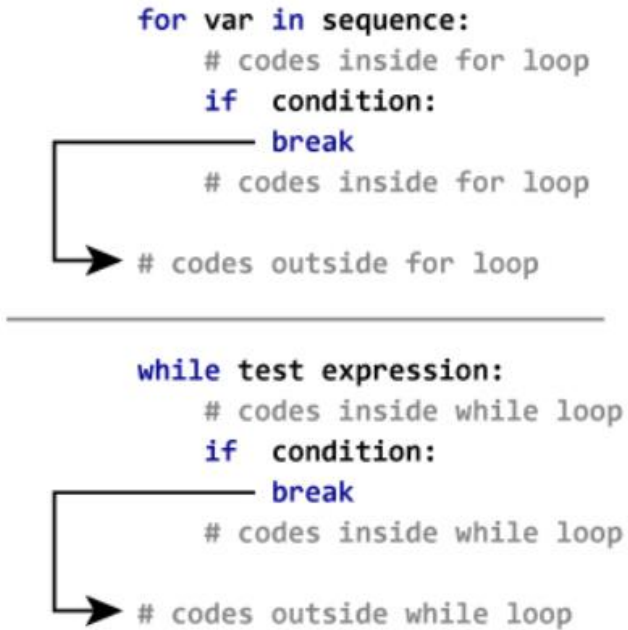 for var in sequence:
# codes inside for loop
if condition:
break
# codes inside for loop
# codes outside for loop
while test expression:
# codes inside while loop
if condition:
break
# codes inside while loop
# codes outside while loop